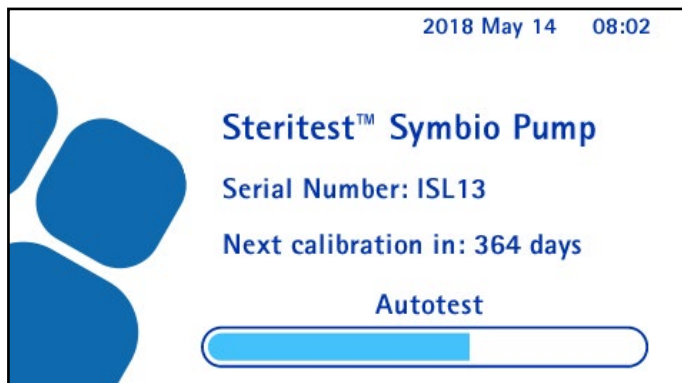 2018 May 14 08:02
Steritest™ Symbio Pump
Serial Number: ISL13
Next calibration in: 364 days
Autotest